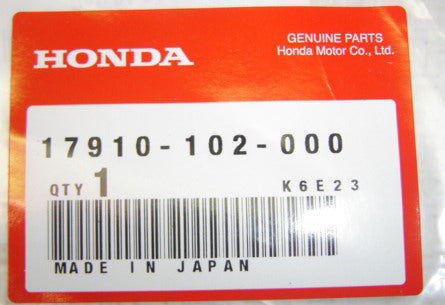 HONDA
GENUINE PARTS
Honda Motor Co., Ltd.
17910-102-000
QTY 1 K6E23
MADE IN JAPAN